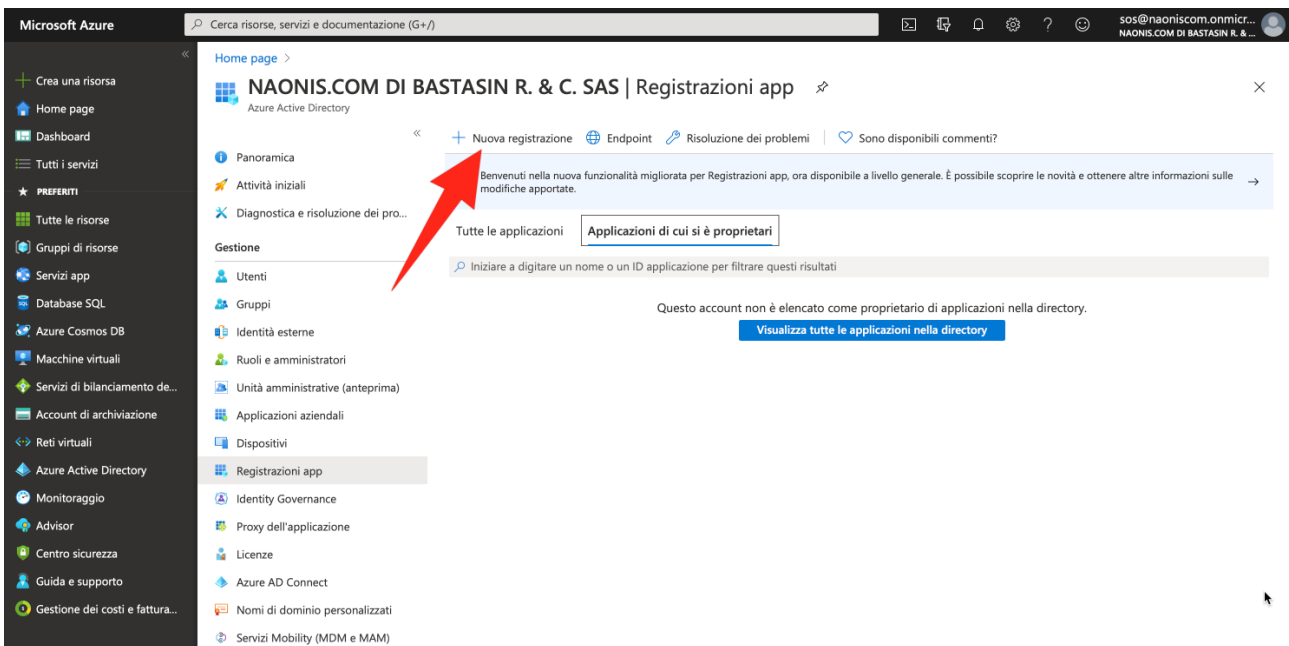 Microsoft Azure
Cerca risorse, servizi e documentazione (G+/)
sos@naoniscom.onmicr...
NAONIS.COM DI BASTASIN R. & ...
Crea una risorsa
Home page
Dashboard
Tutti i servizi
PREFERITI
Tutte le risorse
Gruppi di risorse
Servizi app
Database SQL
Azure Cosmos DB
Macchine virtuali
Servizi di bilanciamento de...
Account di archiviazione
Reti virtuali
Azure Active Directory
Monitoraggio
Advisor
Centro sicurezza
Guida e supporto
Gestione dei costi e fattura...
Home page >
NAONIS.COM DI BASTASIN R. & C. SAS | Registrazioni app
Azure Active Directory
Panoramica
Attività iniziali
Diagnostica e risoluzione dei pro...
Gestione
Utenti
Gruppi
Identità esterne
Ruoli e amministratori
Unità amministrative (anteprima)
Applicazioni aziendali
Dispositivi
Registrazioni app
Identity Governance
Proxy dell'applicazione
Licenze
Azure AD Connect
Nomi di dominio personalizzati
Servizi Mobility (MDM e MAM)
Nuova registrazione
Endpoint
Risoluzione dei problemi
Sono disponibili commenti?
Benvenuti nella nuova funzionalità migliorata per Registrazioni app, ora disponibile a livello generale. È possibile scoprire le novità e ottenere altre informazioni sulle
modifiche apportate.
Tutte le applicazioni
Applicazioni di cui si è proprietari
Iniziare a digitare un nome o un ID applicazione per filtrare questi risultati
Questo account non è elencato come proprietario di applicazioni nella directory.
Visualizza tutte le applicazioni nella directory